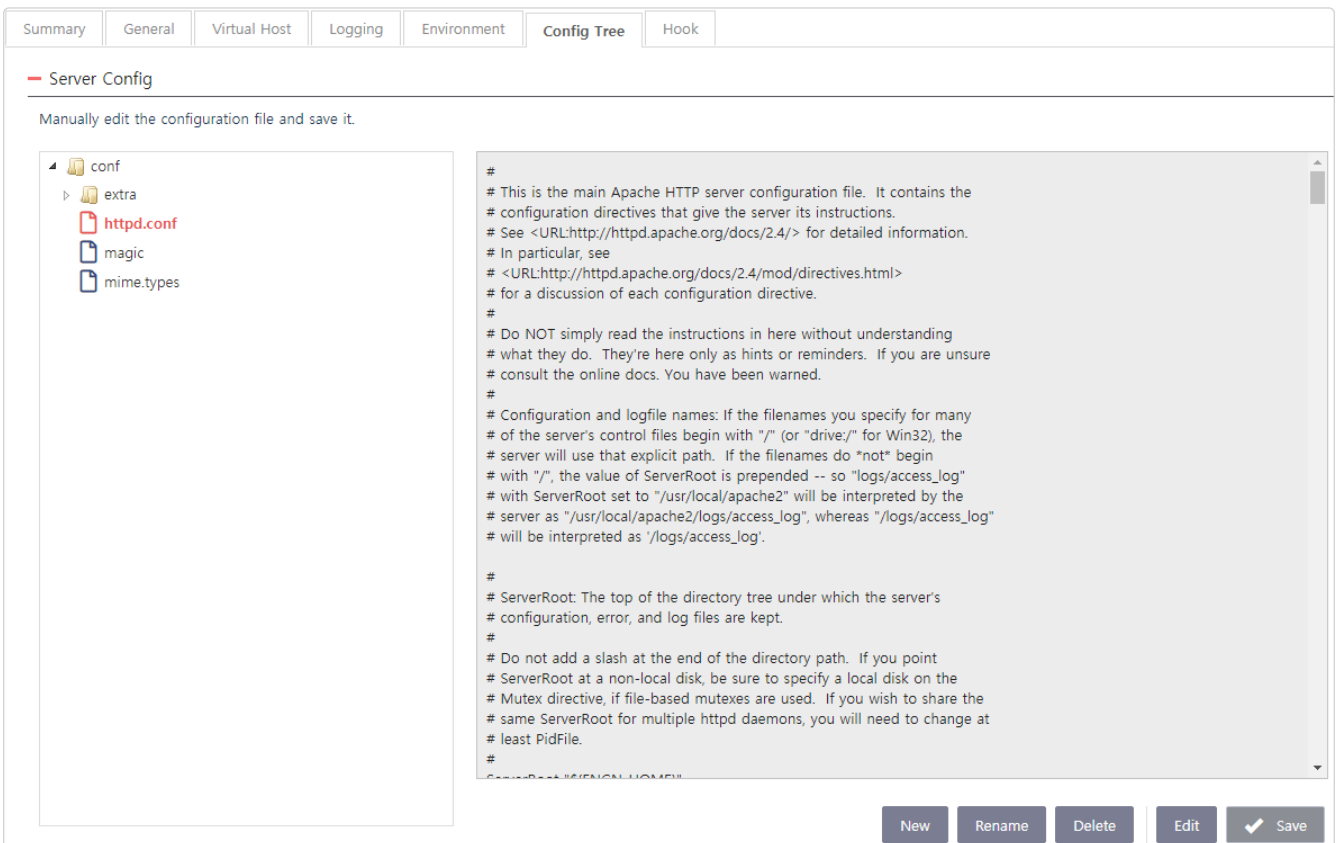 Summary
General
Virtual Host
Logging
Environment
Config Tree
Hook
Server Config
Manually edit the configuration file and save it.
conf
extra
httpd.conf
magic
mime.types
#
# This is the main Apache HTTP server configuration file.  It contains the
# configuration directives that give the server its instructions.
# See <URL:http://httpd.apache.org/docs/2.4/> for detailed information.
# In particular, see
# <URL:http://httpd.apache.org/docs/2.4/mod/directives.html>
# for a discussion of each configuration directive.
#
# Do NOT simply read the instructions in here without understanding
# what they do.  They're here only as hints or reminders.  If you are unsure
# consult the online docs. You have been warned.
#
# Configuration and logfile names: If the filenames you specify for many
# of the server's control files begin with "/" (or "drive:/" for Win32), the
# server will use that explicit path.  If the filenames do *not* begin
# with "/", the value of ServerRoot is prepended -- so "logs/access_log"
# with ServerRoot set to "/usr/local/apache2" will be interpreted by the
# server as "/usr/local/apache2/logs/access_log", whereas "/logs/access_log"
# will be interpreted as '/logs/access_log'.
#
# ServerRoot: The top of the directory tree under which the server's
# configuration, error, and log files are kept.
#
# Do not add a slash at the end of the directory path.  If you point
# ServerRoot at a non-local disk, be sure to specify a local disk on the
# Mutex directive, if file-based mutexes are used.  If you wish to share the
# same ServerRoot for multiple httpd daemons, you will need to change at
# least PidFile.
#
ServerRoot "${ENGN_HOME}"
New
Rename
Delete
Edit
Save